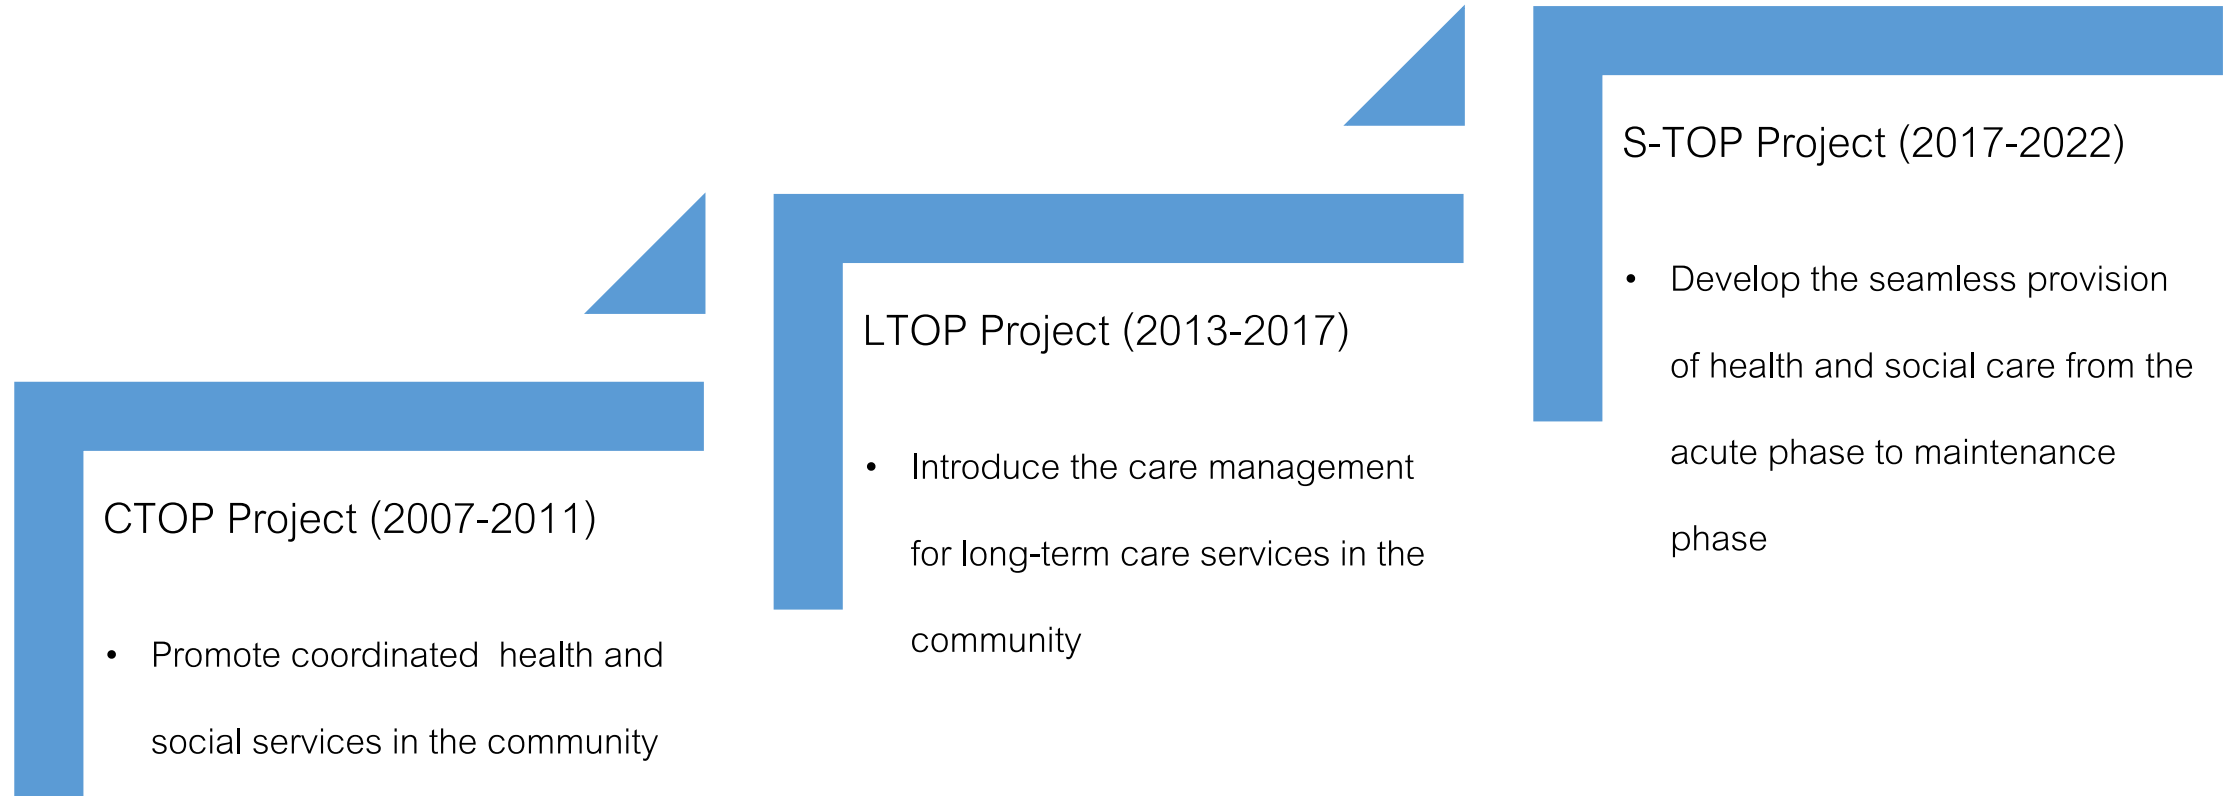 CTOP Project (2007-2011)
• Promote coordinated  health and
social services in the community
LTOP Project (2013-2017)
• Introduce the care management
for long-term care services in the
community
S-TOP Project (2017-2022)
• Develop the seamless provision
of health and social care from the
acute phase to maintenance
phase